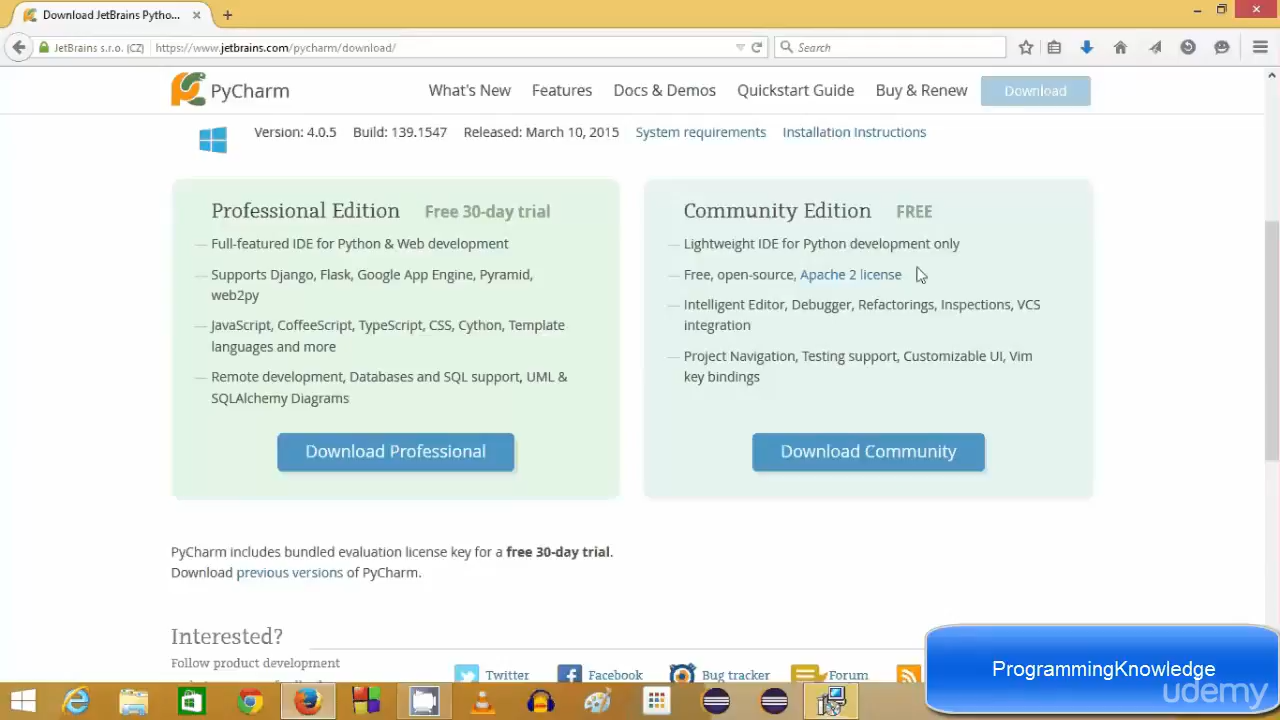 Download JetBrains Pytho...
JetBrains s.r.o. (CZ) https://www.jetbrains.com/pycharm/download/ Search
PyCharm What's New Features Docs & Demos Quickstart Guide Buy & Renew Download
Version: 4.0.5 Build: 139.1547 Released: March 10, 2015 System requirements Installation Instructions
Professional Edition Free 30-day trial
Full-featured IDE for Python & Web development
Supports Django, Flask, Google App Engine, Pyramid,
web2py
JavaScript, CoffeeScript, TypeScript, CSS, Cython, Template
languages and more
Remote development, Databases and SQL support, UML &
SQLAlchemy Diagrams
Download Professional
Community Edition FREE
Lightweight IDE for Python development only
Free, open-source, Apache 2 license
Intelligent Editor, Debugger, Refactorings, Inspections, VCS
integration
Project Navigation, Testing support, Customizable UI, Vim
key bindings
Download Community
PyCharm includes bundled evaluation license key for a free 30-day trial.
Download previous versions of PyCharm.
Interested?
Follow product development
Twitter Facebook Bug tracker Forum
ProgrammingKnowledge
udemy